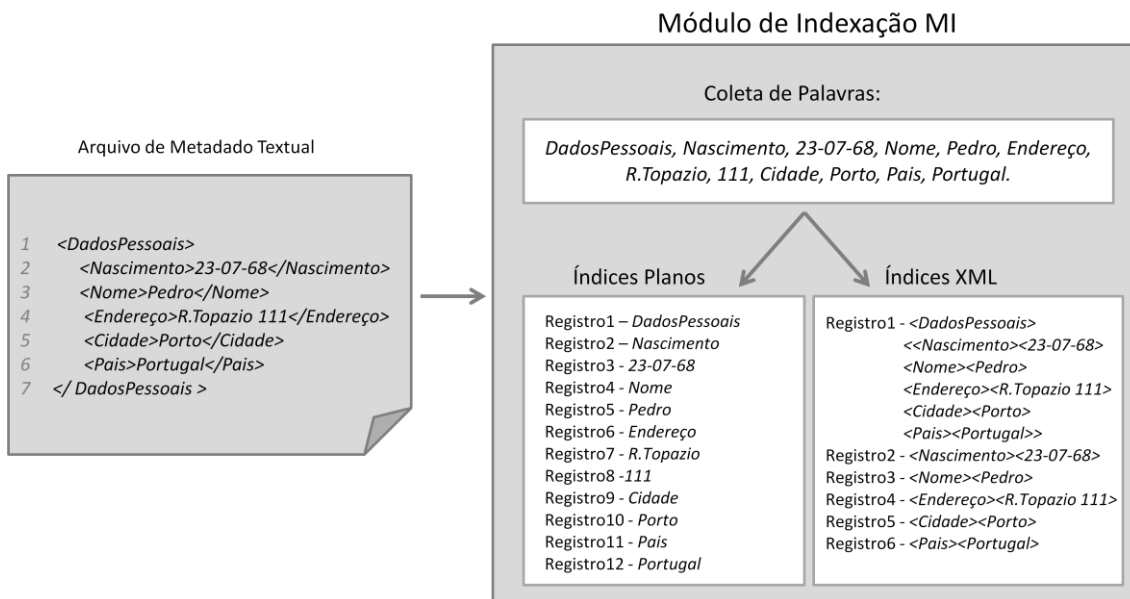 Módulo de Indexação MI
Arquivo de Metadado Textual
1 <DadosPessoais>
2 <Nascimento>23-07-68</Nascimento>
3 <Nome>Pedro</Nome>
4 <Endereço>R.Topazio 111</Endereço>
5 <Cidade>Porto</Cidade>
6 <Pais>Portugal</Pais>
7 </ DadosPessoais >
Coleta de Palavras:
DadosPessoais, Nascimento, 23-07-68, Nome, Pedro, Endereço,
R.Topazio, 111, Cidade, Porto, Pais, Portugal.
Índices Planos
Registro1 – DadosPessoais
Registro2 – Nascimento
Registro3 - 23-07-68
Registro4 - Nome
Registro5 - Pedro
Registro6 - Endereço
Registro7 - R.Topazio
Registro8 -111
Registro9 - Cidade
Registro10 - Porto
Registro11 - Pais
Registro12 - Portugal
Índices XML
Registro1 - <DadosPessoais>
<<Nascimento><23-07-68>
<Nome><Pedro>
<Endereço><R.Topazio 111>
<Cidade><Porto>
<Pais><Portugal>>
Registro2 - <Nascimento><23-07-68>
Registro3 - <Nome><Pedro>
Registro4 - <Endereço><R.Topazio 111>
Registro5 - <Cidade><Porto>
Registro6 - <Pais><Portugal>